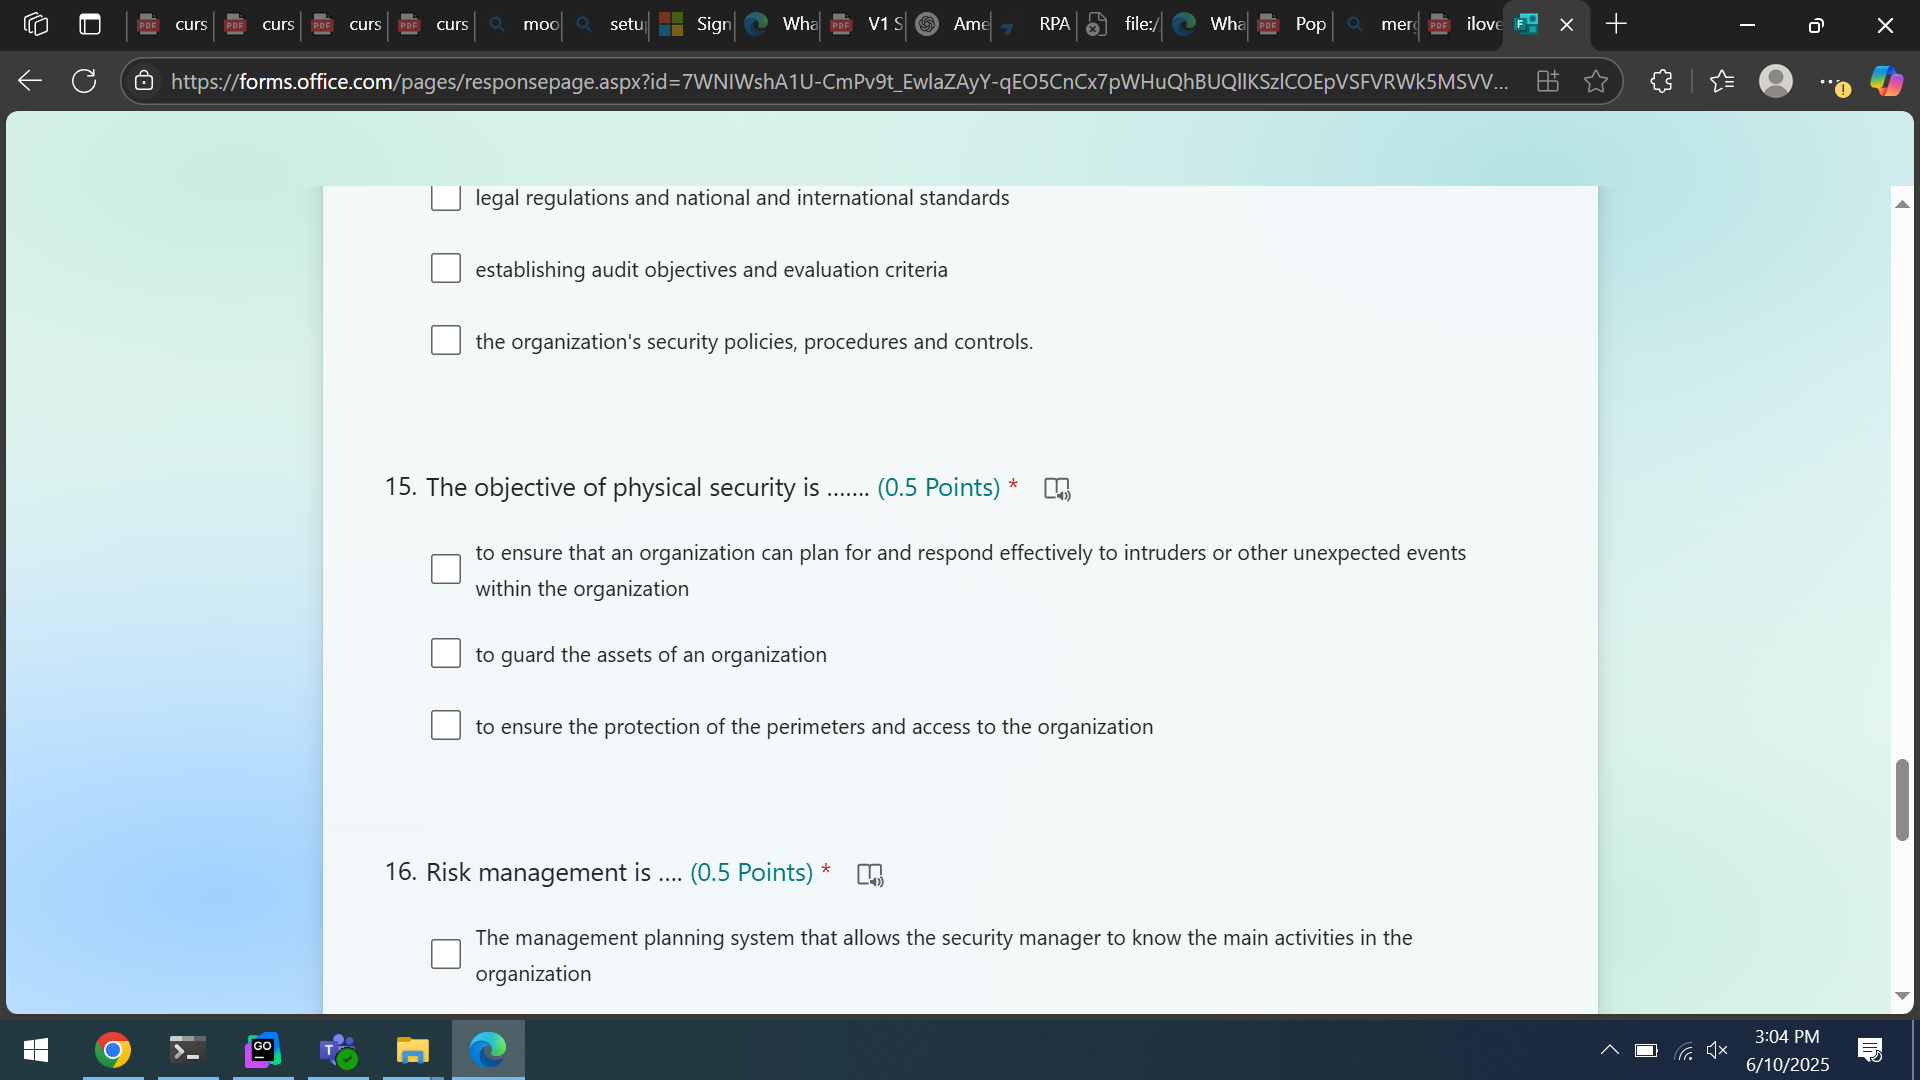 curs
curs
curs
curs
moo
setu
Sign
Wha
V1 S
Ame
RPA
file:/
Wha
Pop
merg
ilove
https://forms.office.com/pages/responsepage.aspx?id=7WNIWshA1U-CmPv9t_EwlaZAyY-qEO5CnCx7pWHuQhBUQllKSzlCOEpVSFVRWk5MSVV...
legal regulations and national and international standards
establishing audit objectives and evaluation criteria
the organization's security policies, procedures and controls.
15. The objective of physical security is ....... (0.5 Points) *
to ensure that an organization can plan for and respond effectively to intruders or other unexpected events
within the organization
to guard the assets of an organization
to ensure the protection of the perimeters and access to the organization
16. Risk management is .... (0.5 Points) *
The management planning system that allows the security manager to know the main activities in the
organization
3:04 PM
6/10/2025